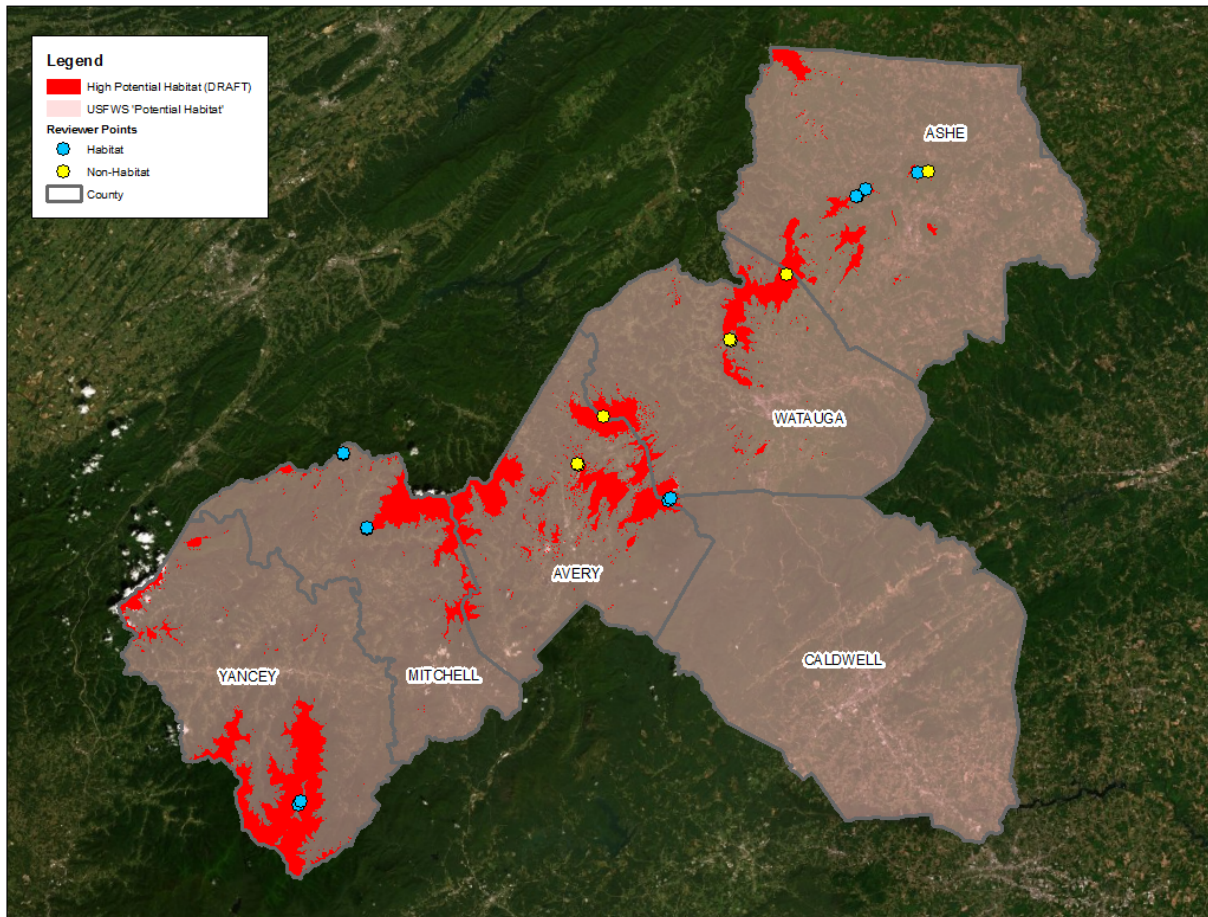 Legend
High Potential Habitat (DRAFT)
USFWS 'Potential Habitat'
Reviewer Points
Habitat
Non-Habitat
County
ASHE
WATAUGA
AVERY
CALDWELL
YANCEY
MITCHELL